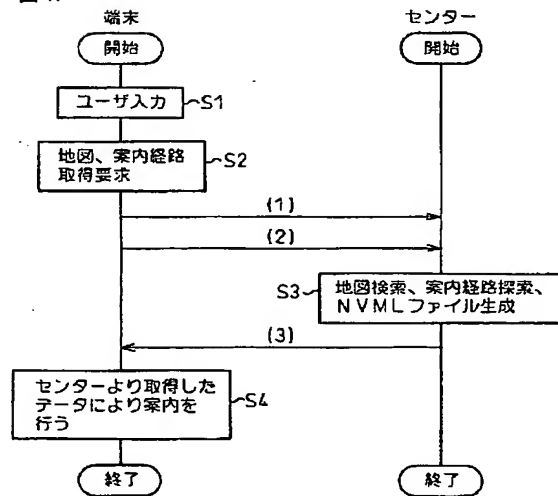 端末
センター
開始
開始
ユーザ入力
S1
地図、案内経路
取得要求
S2
(1)
(2)
S3
地図検索、案内経路探索、
NVMLファイル生成
(3)
センターより取得した
データにより案内を
行う
S4
終了
終了